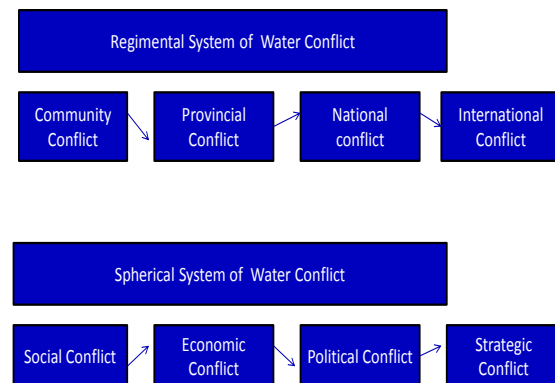 Regimental System of Water Conflict
Community
Conflict
Provincial
Conflict
National
conflict
International
Conflict
Spherical System of Water Conflict
Social Conflict
Economic
Conflict
Political Conflict
Strategic
Conflict